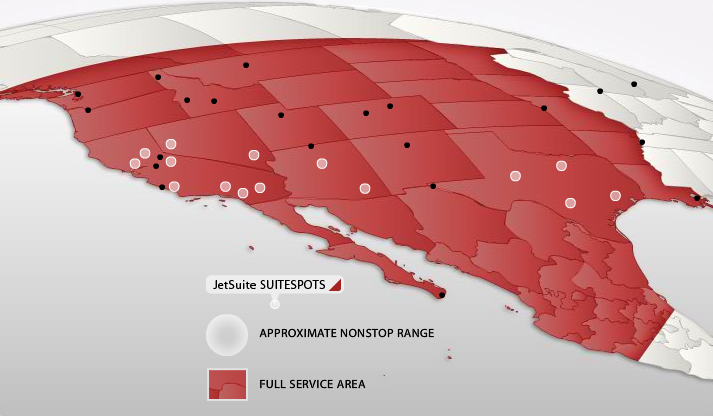 JetSuite SUITESPOTS
APPROXIMATE NONSTOP RANGE
FULL SERVICE AREA